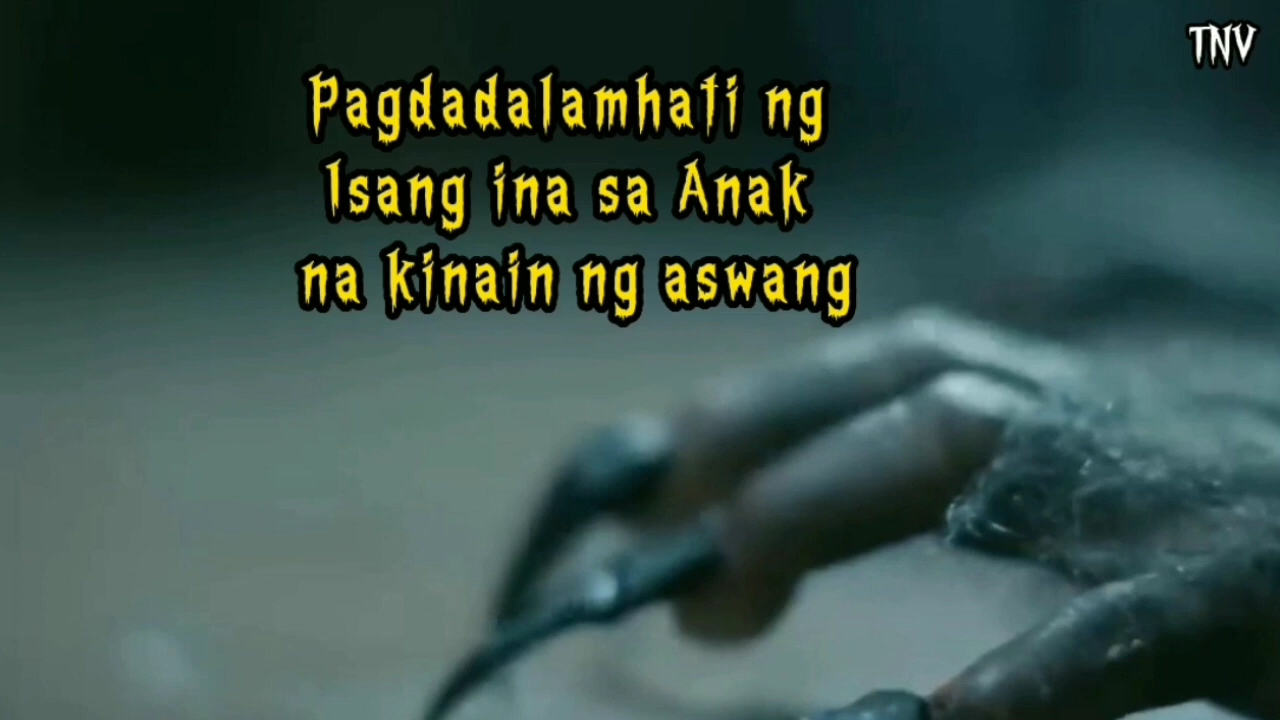 TNV
Pagdadalamhati ng
Isang ina sa Anak
na kinain ng aswang